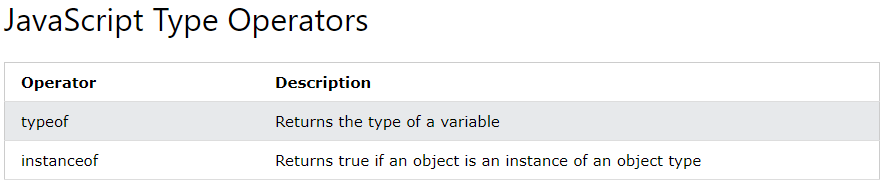 JavaScript Type Operators
Operator Description
typeof Returns the type of a variable
instanceof Returns true if an object is an instance of an object type